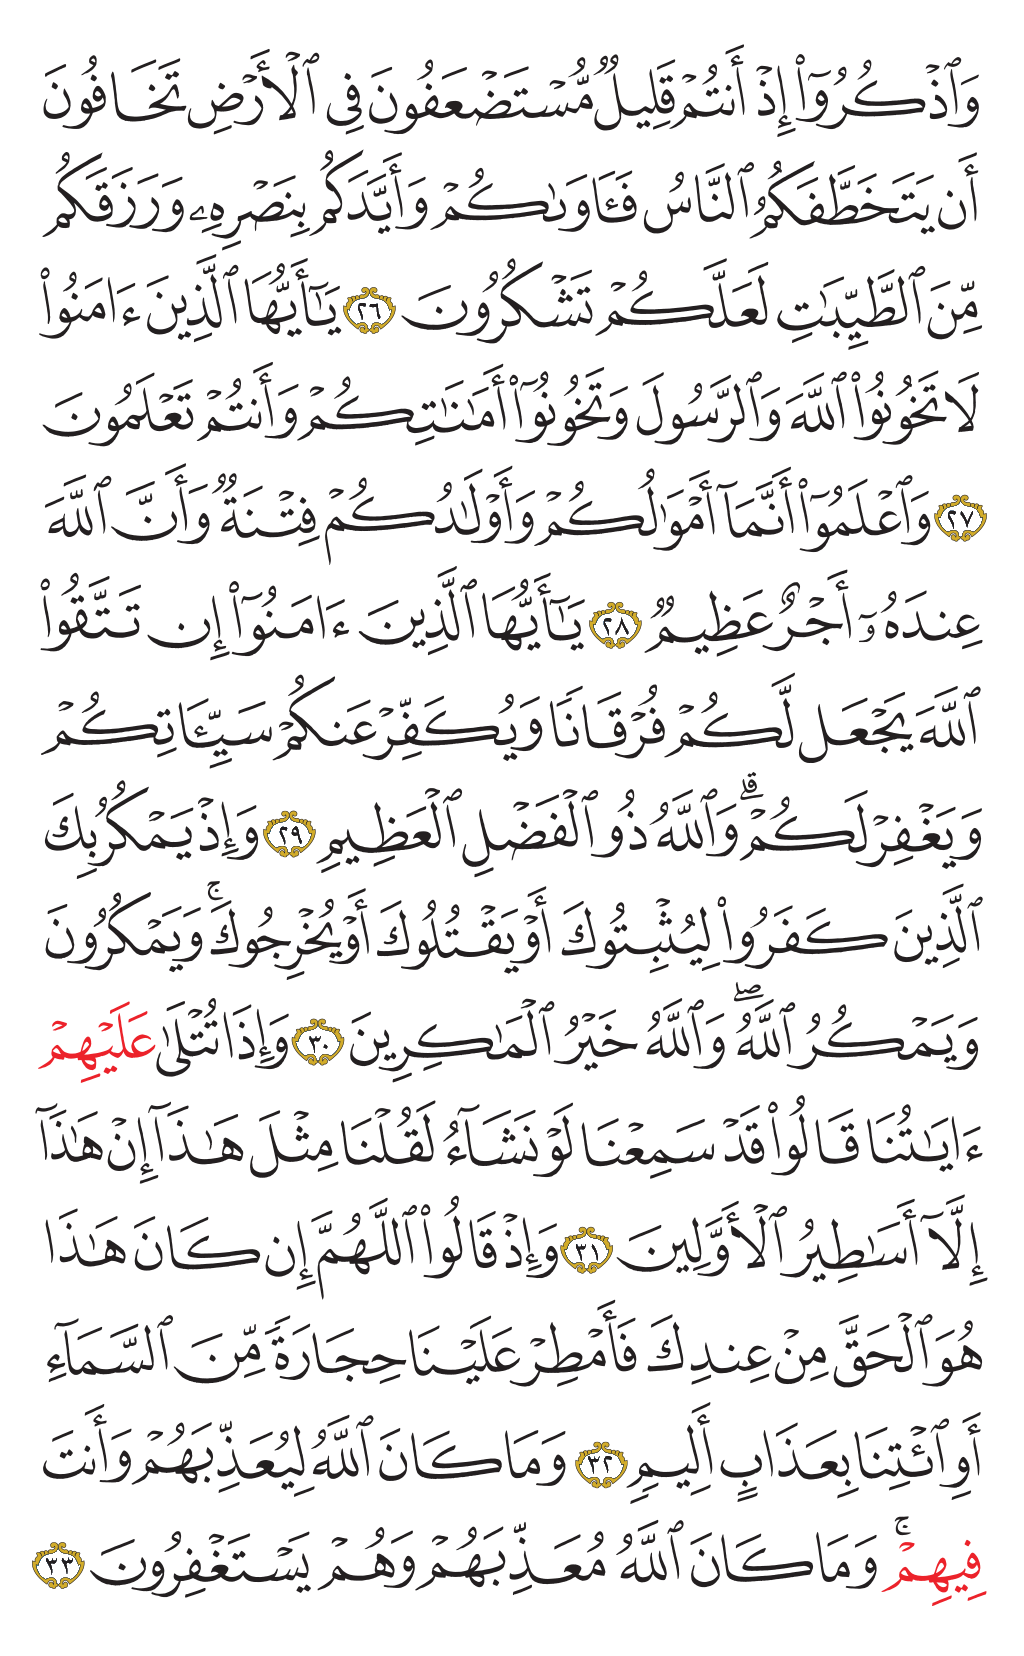 وَٱذْكُرُوٓا۟ إِذْ أَنتُمْ قَلِيلٌ مُّسْتَضْعَفُونَ فِى ٱلْأَرْضِ تَخَافُونَ
أَن يَتَخَطَّفَكُمُ ٱلنَّاسُ فَـَٔاوَىٰكُمْ وَأَيَّدَكُم بِنَصْرِهِۦ وَرَزَقَكُم
مِّنَ ٱلطَّيِّبَـٰتِ لَعَلَّكُمْ تَشْكُرُونَ ٢٦ يَـٰٓأَيُّهَا ٱلَّذِينَ ءَامَنُوا۟
لَا تَخُونُوا۟ ٱللَّهَ وَٱلرَّسُولَ وَتَخُونُوٓا۟ أَمَـٰنَـٰتِكُمْ وَأَنتُمْ تَعْلَمُونَ
٢٧ وَٱعْلَمُوٓا۟ أَنَّمَآ أَمْوَٰلُكُمْ وَأَوْلَـٰدُكُمْ فِتْنَةٌ وَأَنَّ ٱللَّهَ
عِندَهُۥٓ أَجْرٌ عَظِيمٌ ٢٨ يَـٰٓأَيُّهَا ٱلَّذِينَ ءَامَنُوٓا۟ إِن تَتَّقُوا۟
ٱللَّهَ يَجْعَل لَّكُمْ فُرْقَانًا وَيُكَفِّرْ عَنكُمْ سَيِّـَٔاتِكُمْ
وَيَغْفِرْ لَكُمْ ۗ وَٱللَّهُ ذُو ٱلْفَضْلِ ٱلْعَظِيمِ ٢٩ وَإِذْ يَمْكُرُ بِكَ
ٱلَّذِينَ كَفَرُوا۟ لِيُثْبِتُوكَ أَوْ يَقْتُلُوكَ أَوْ يُخْرِجُوكَ ۚ وَيَمْكُرُونَ
وَيَمْكُرُ ٱللَّهُ ۖ وَٱللَّهُ خَيْرُ ٱلْمَـٰكِرِينَ ٣٠ وَإِذَا تُتْلَىٰ عَلَيْهِمْ
ءَايَـٰتُنَا قَالُوا۟ قَدْ سَمِعْنَا لَوْ نَشَآءُ لَقُلْنَا مِثْلَ هَـٰذَآ إِنْ هَـٰذَآ
إِلَّآ أَسَـٰطِيرُ ٱلْأَوَّلِينَ ٣١ وَإِذْ قَالُوا۟ ٱللَّهُمَّ إِن كَانَ هَـٰذَا
هُوَ ٱلْحَقَّ مِنْ عِندِكَ فَأَمْطِرْ عَلَيْنَا حِجَارَةً مِّنَ ٱلسَّمَآءِ
أَوِ ٱئْتِنَا بِعَذَابٍ أَلِيمٍ ٣٢ وَمَا كَانَ ٱللَّهُ لِيُعَذِّبَهُمْ وَأَنتَ
فِيهِمْ ۚ وَمَا كَانَ ٱللَّهُ مُعَذِّبَهُمْ وَهُمْ يَسْتَغْفِرُونَ ٣٣